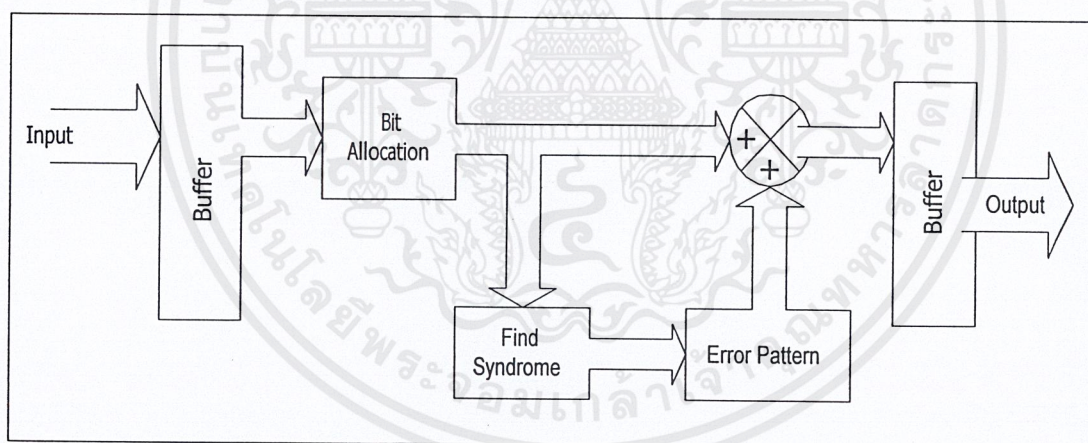 Input
Buffer
Bit
Allocation
Find
Syndrome
Error Pattern
+
+
Buffer
Output